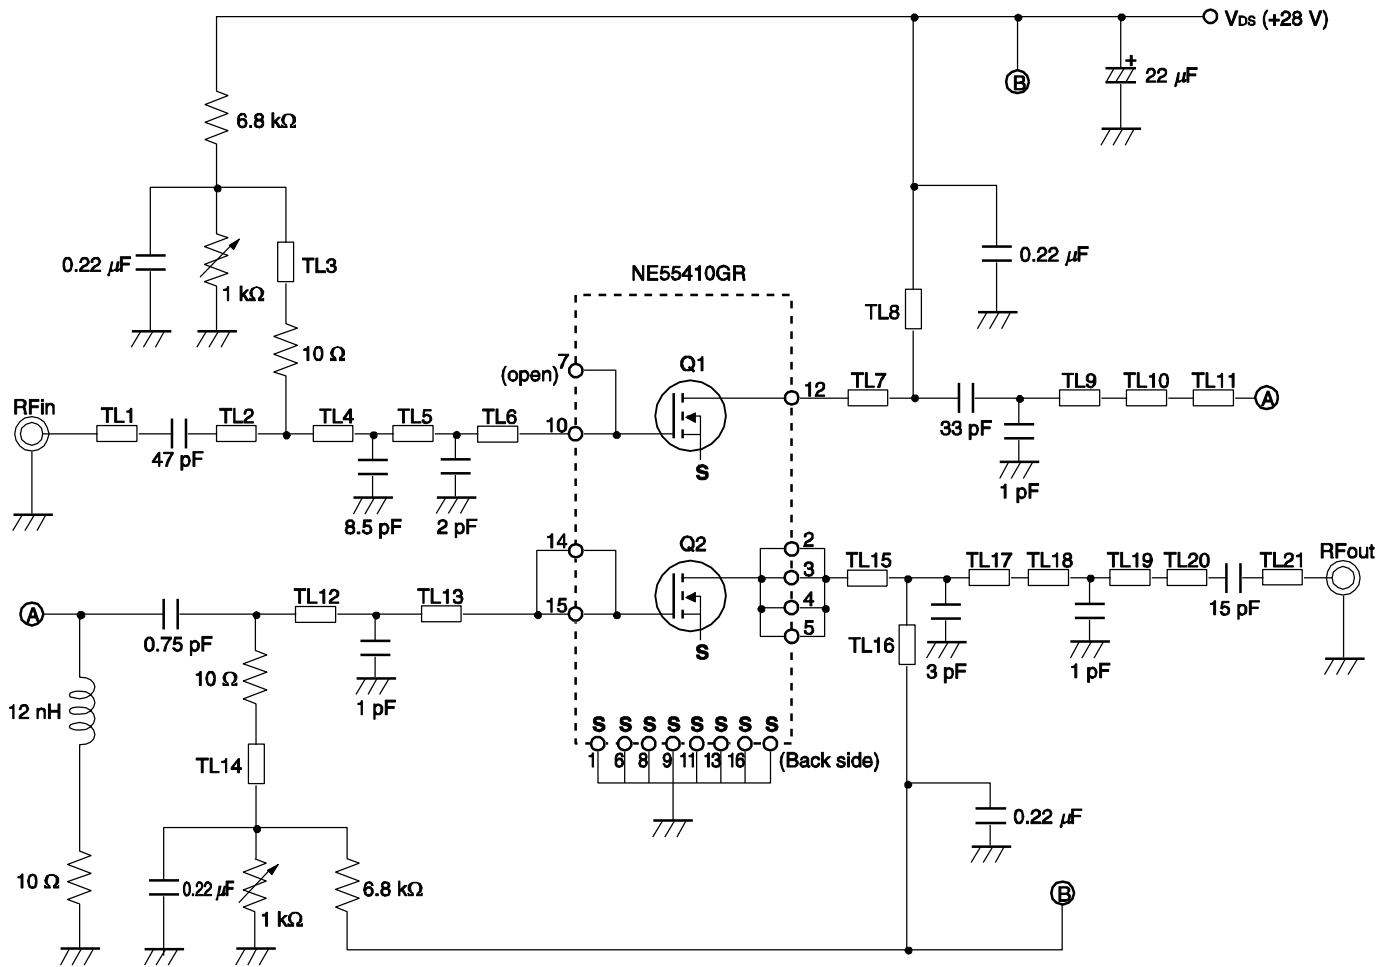 VDS (+28 V)
B
22 µF
6.8 kΩ
0.22 µF
1 kΩ
TL3
0.22 µF
NE55410GR
TL8
10 Ω
7
(open)
Q1
12
TL7
TL9
TL10
TL11
A
RFin
TL1
TL2
TL4
TL5
TL6
10
33 pF
47 pF
S
1 pF
8.5 pF
2 pF
14
Q2
2
TL15
TL17
TL18
TL19
TL20
TL21
RFout
3
A
TL12
TL13
15
4
15 pF
5
0.75 pF
S
TL16
3 pF
1 pF
10 Ω
1 pF
12 nH
S S S S S S S S
TL14
1 6 8 9 11 13 16 (Back side)
0.22 µF
10 Ω
0.22 µF
1 kΩ
6.8 kΩ
B